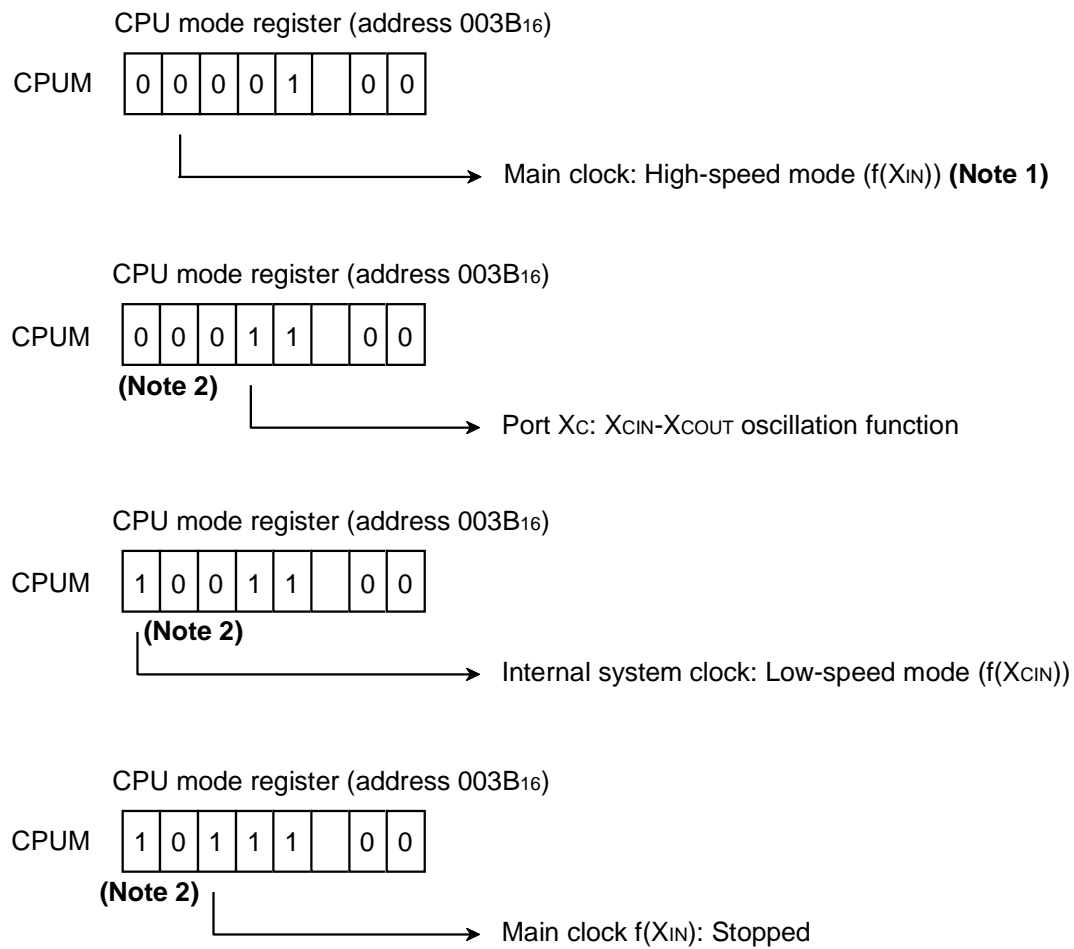 CPU mode register (address 003B16)
CPUM 0 0 0 0 1 0 0
Main clock: High-speed mode (f(XIN)) (Note 1)
CPU mode register (address 003B16)
CPUM 0 0 0 1 1 0 0
(Note 2)
Port XC: XCIN-XCOUT oscillation function
CPU mode register (address 003B16)
CPUM 1 0 0 1 1 0 0
(Note 2)
Internal system clock: Low-speed mode (f(XCIN))
CPU mode register (address 003B16)
CPUM 1 0 1 1 1 0 0
(Note 2)
Main clock f(XIN): Stopped